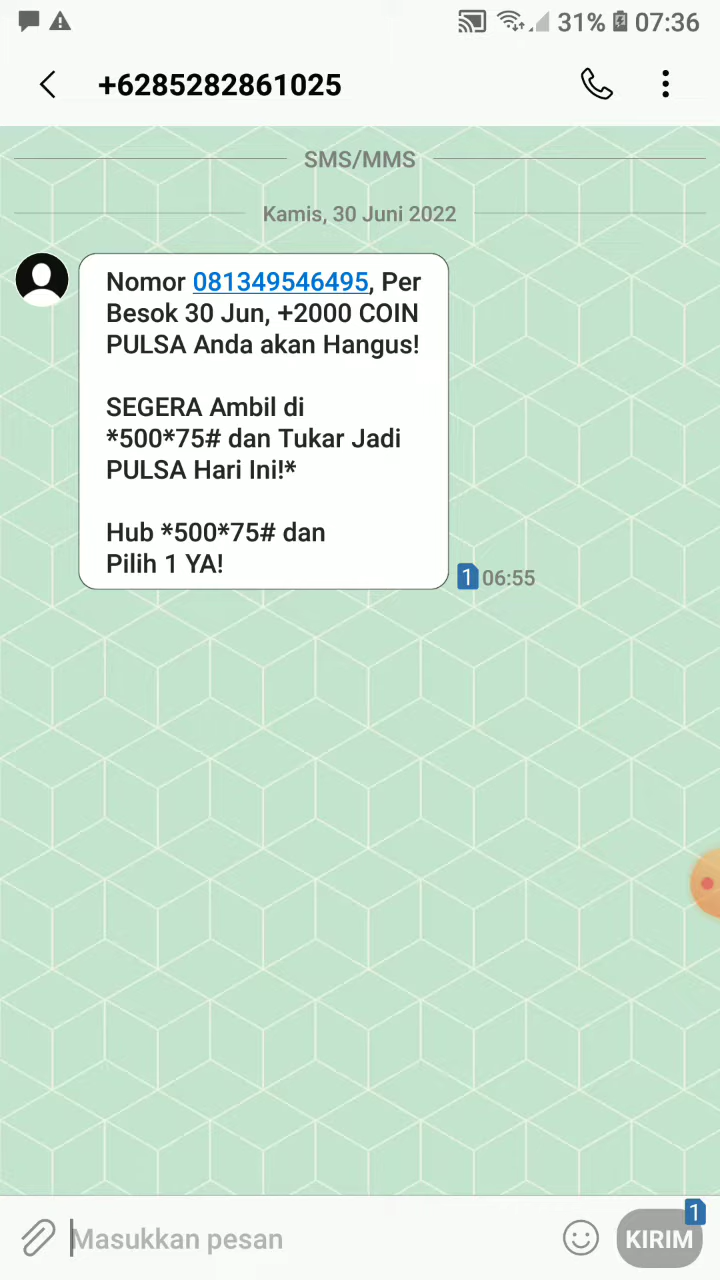 31% 07:36
+6285282861025
SMS/MMS
Kamis, 30 Juni 2022
Nomor 081349546495, Per
Besok 30 Jun, +2000 COIN
PULSA Anda akan Hangus!
SEGERA Ambil di
*500*75# dan Tukar Jadi
PULSA Hari Ini!*
Hub *500*75# dan
Pilih 1 YA!
1 06:55
Masukkan pesan
1
KIRIM